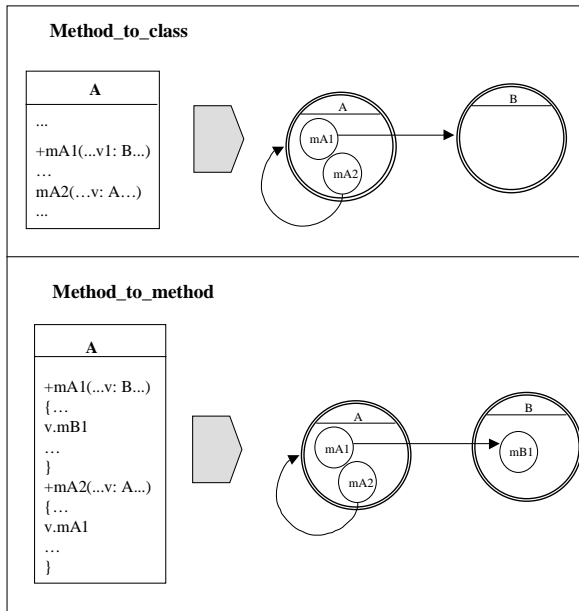 Method_to_class
A
...
+mA1(...v1: B...)
…
mA2(…v: A…)
...
A
mA1
mA2
B
Method_to_method
A
+mA1(...v: B...)
{…
v.mB1
…
}
+mA2(...v: A...)
{…
v.mA1
…
}
A
mA1
mA2
B
mB1